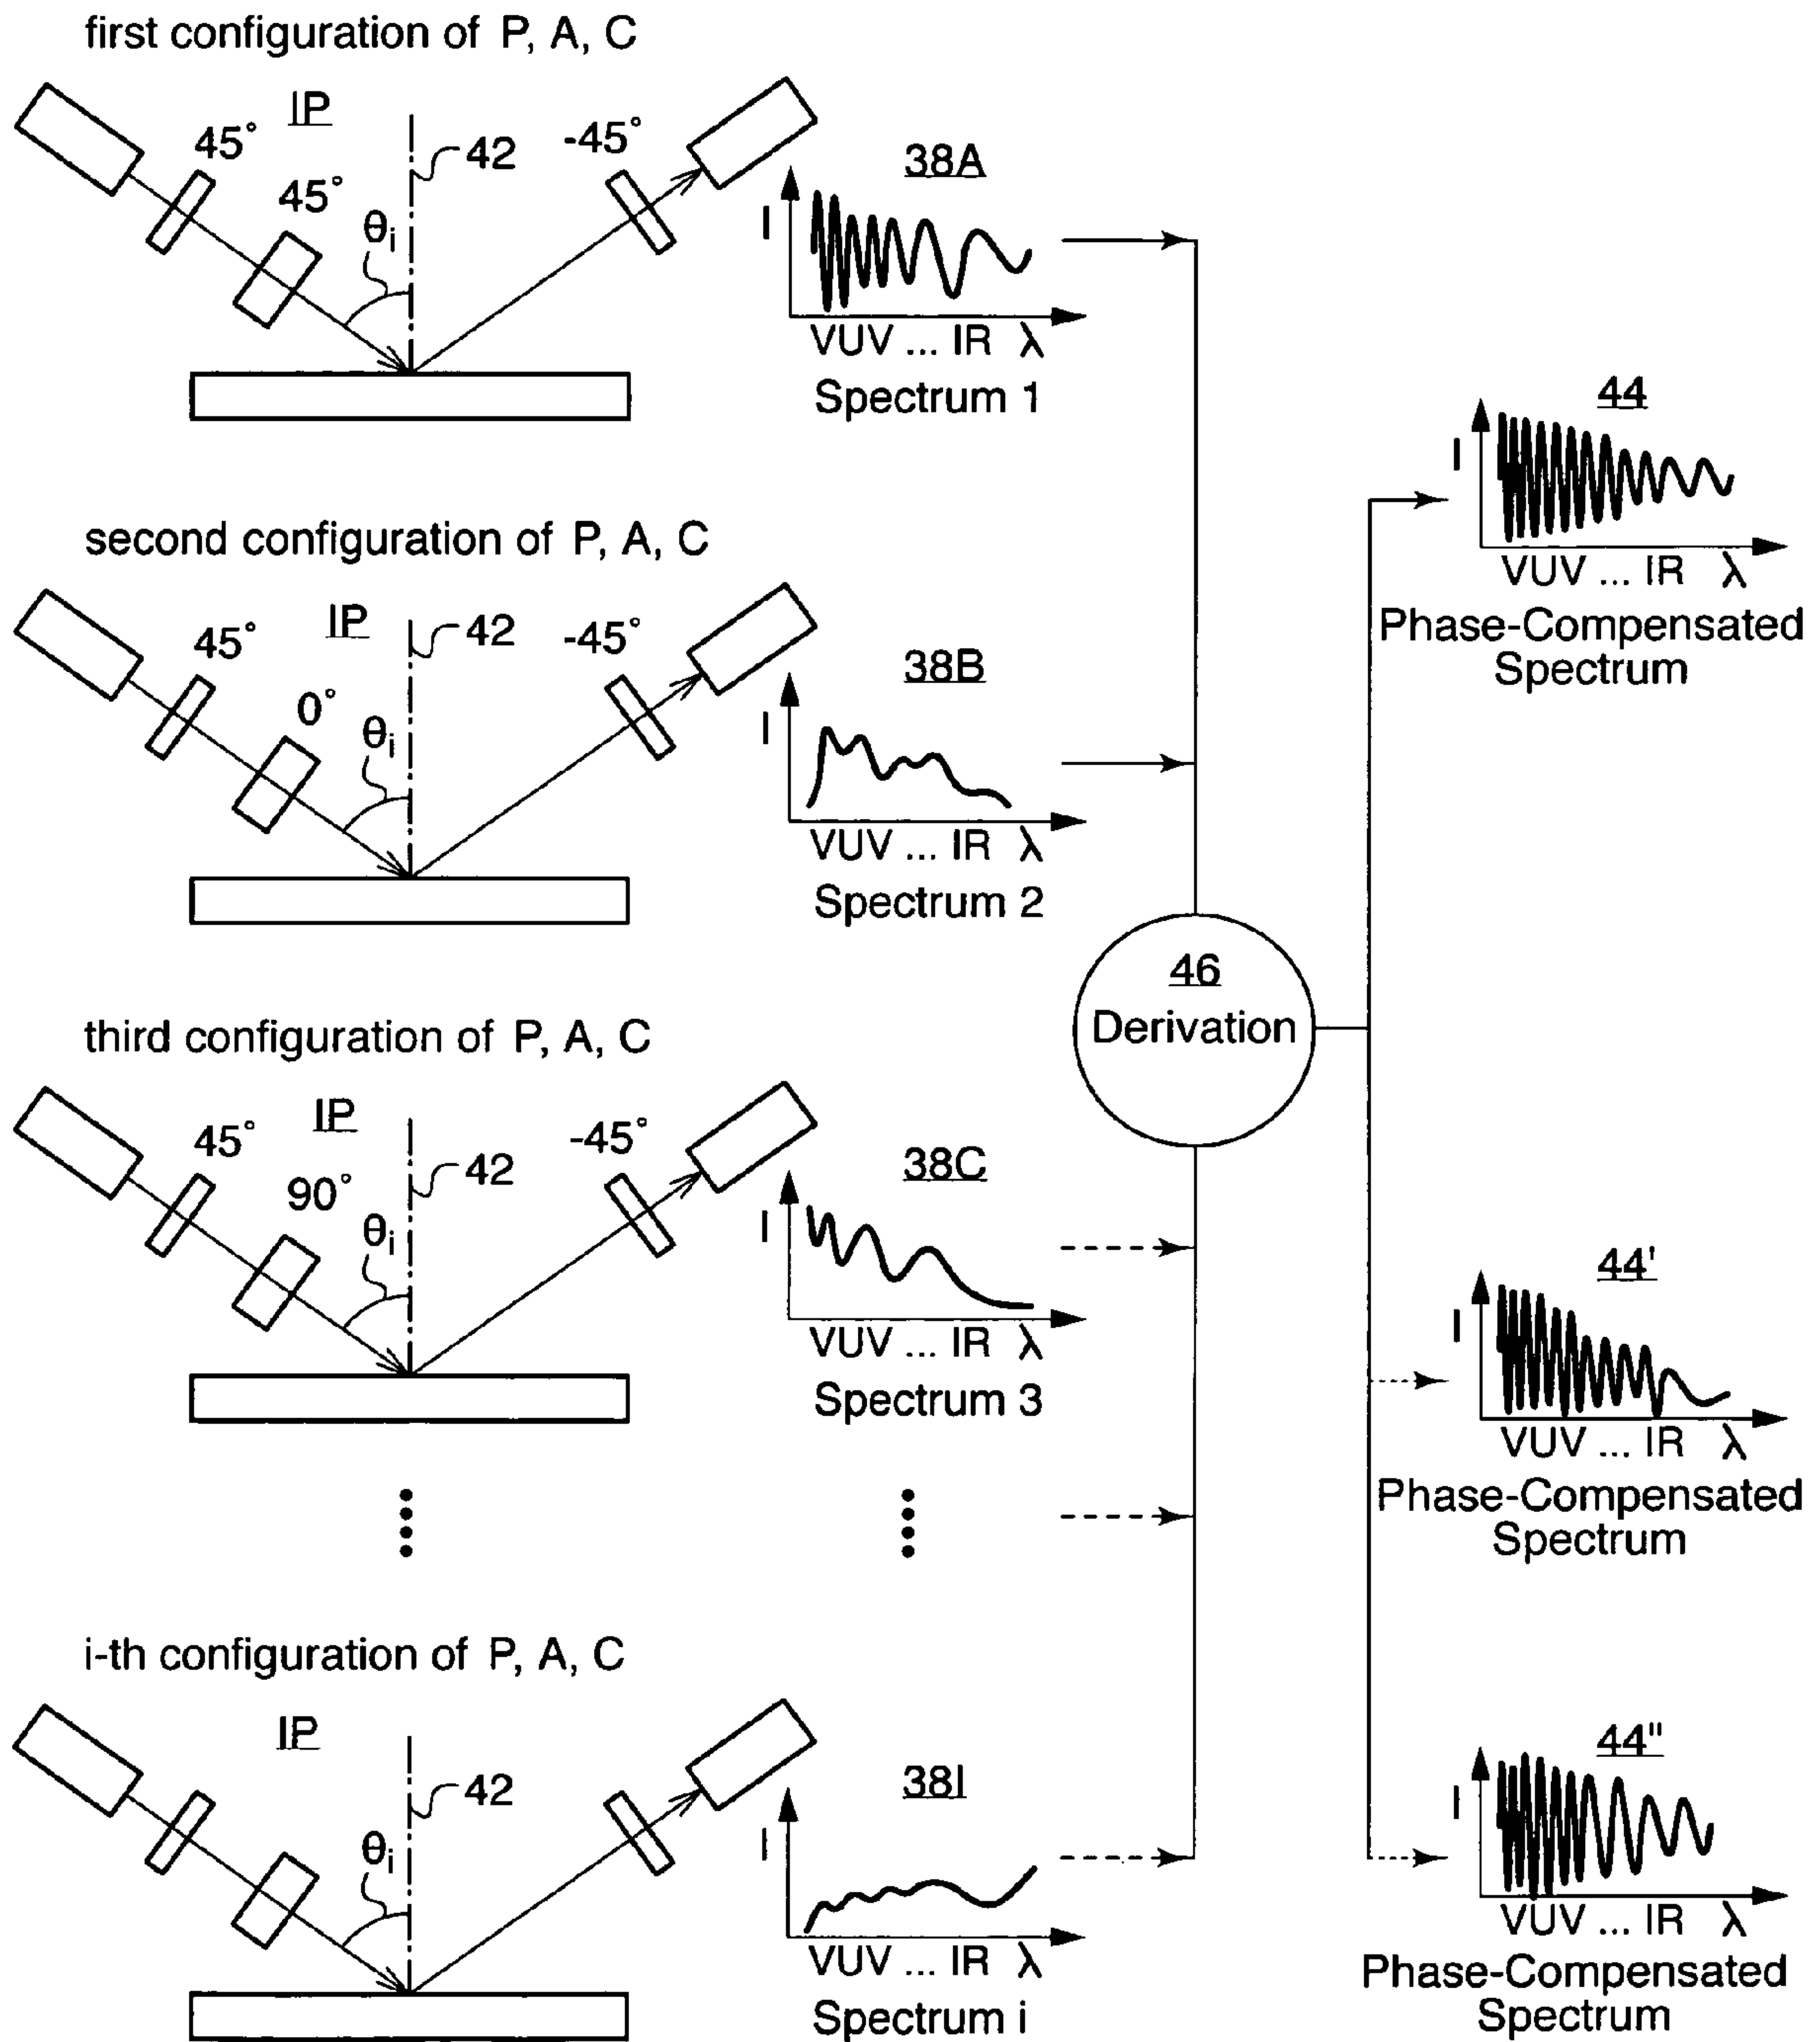 first configuration of P, A, C
IP
45°
45°
θi
42
-45°
38A
I
VUV ... IR λ
Spectrum 1
second configuration of P, A, C
IP
45°
0°
θi
42
-45°
38B
I
VUV ... IR λ
Spectrum 2
third configuration of P, A, C
IP
45°
90°
θi
42
-45°
38C
I
VUV ... IR λ
Spectrum 3
i-th configuration of P, A, C
IP
θi
42
38I
I
VUV ... IR λ
Spectrum i
46
Derivation
44
I
VUV ... IR λ
Phase-Compensated
Spectrum
44'
I
VUV ... IR λ
Phase-Compensated
Spectrum
44"
I
VUV ... IR λ
Phase-Compensated
Spectrum